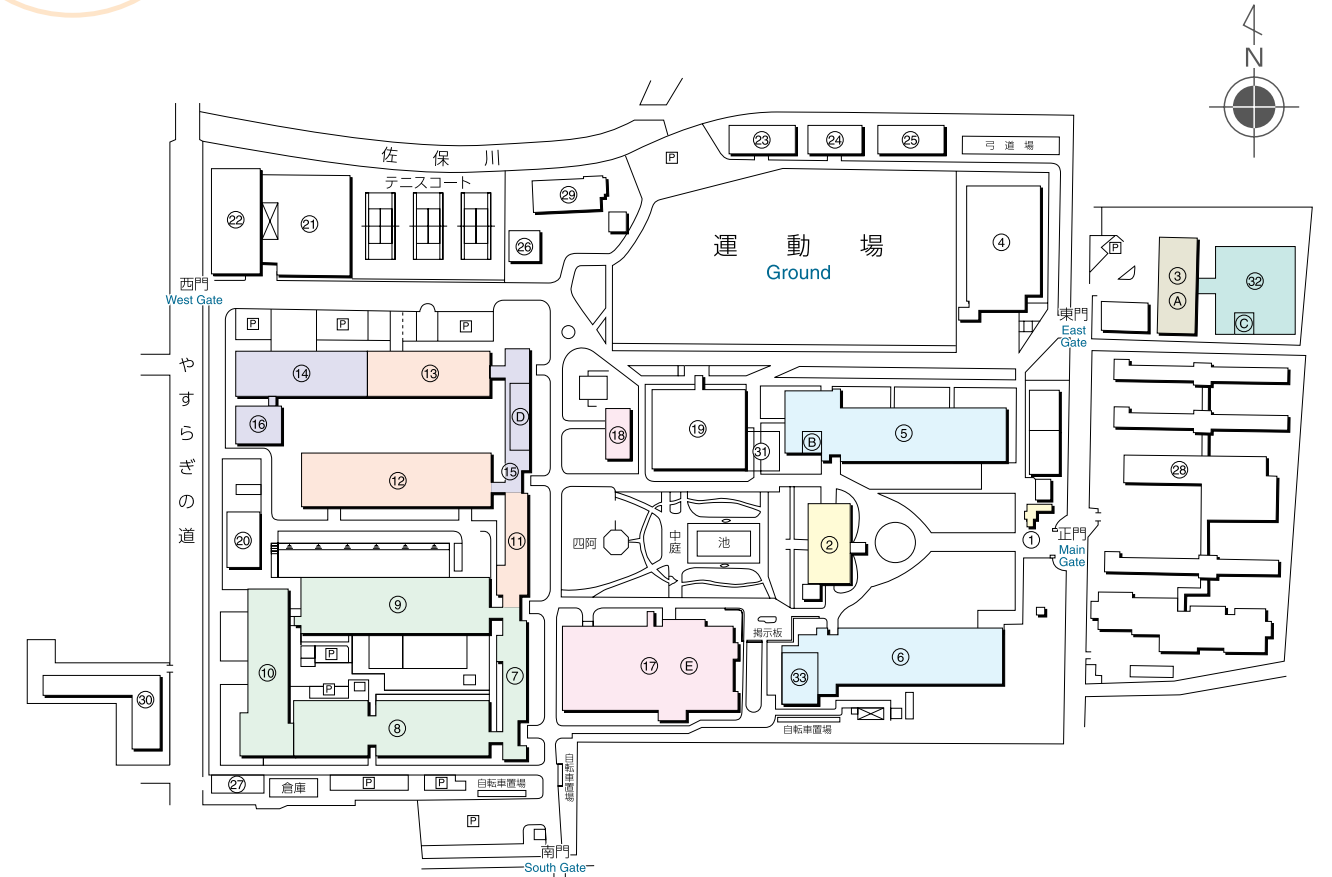 N
佐保川
テニスコート
23
24
25
弓道場
P
22
21
29
26
運動場
Ground
4
P
3
A
32
C
西門
West Gate
東門
East
Gate
P
P
P
やすらぎの道
14
13
16
D
15
12
18
19
31
B
5
28
20
11
四阿
中庭
池
2
1
正門
Main
Gate
9
10
P
P
7
8
30
17
E
掲示板
33
6
自転車置場
27
倉庫
P
P
自転車置場
自転車置場
P
南門
South Gate